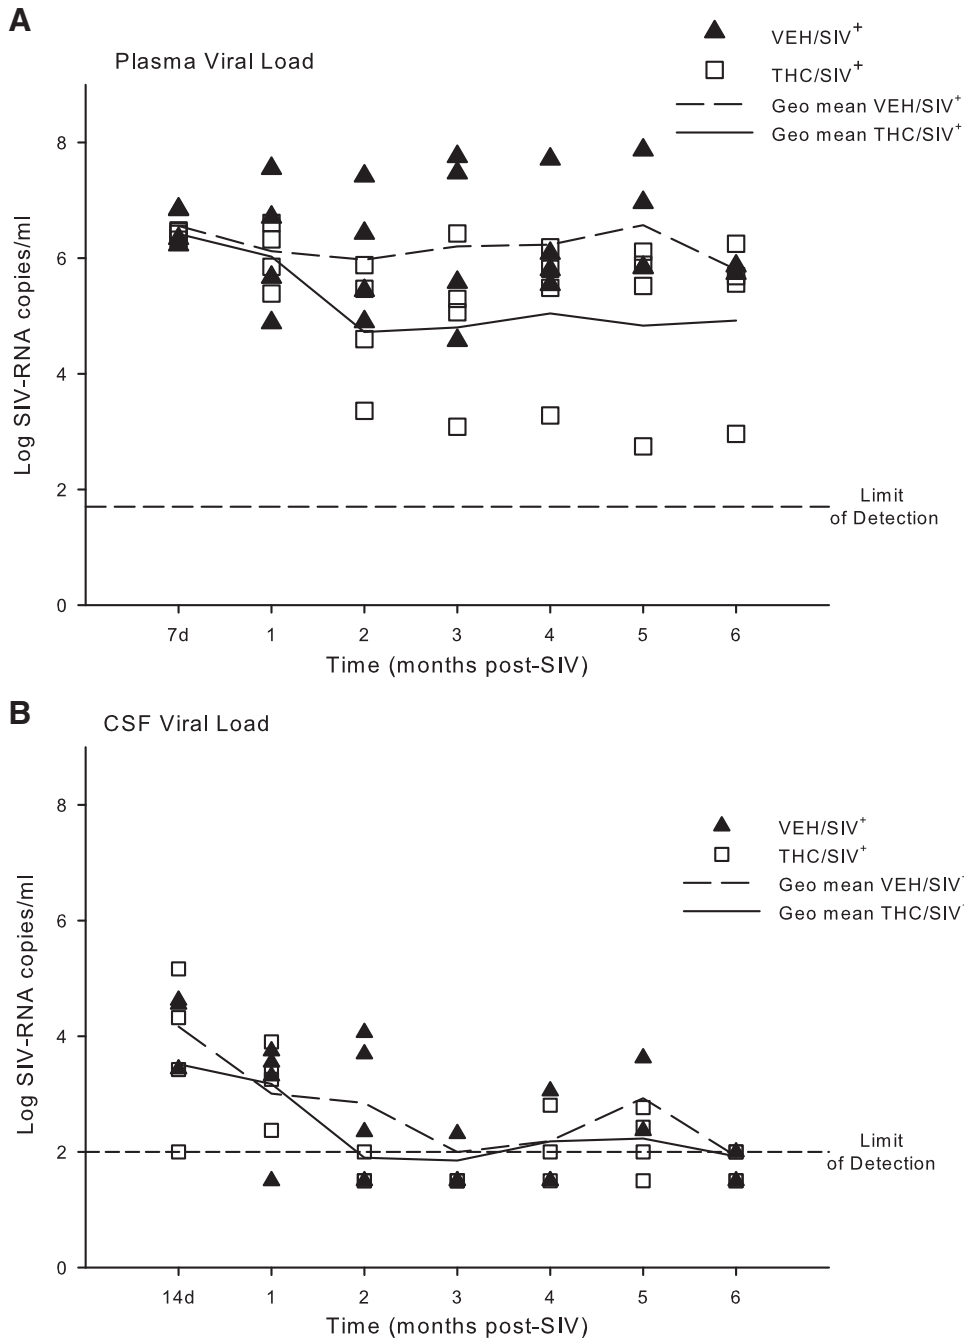 A
Plasma Viral Load
VEH/SIV+
THC/SIV+
Geo mean VEH/SIV+
Geo mean THC/SIV+
Log SIV-RNA copies/ml
8
6
4
2
0
Limit
of Detection
7d 1 2 3 4 5 6
Time (months post-SIV)
B
CSF Viral Load
VEH/SIV+
THC/SIV+
Geo mean VEH/SIV
Geo mean THC/SIV
Log SIV-RNA copies/ml
8
6
4
2
0
Limit
of Detection
14d 1 2 3 4 5 6
Time (months post-SIV)